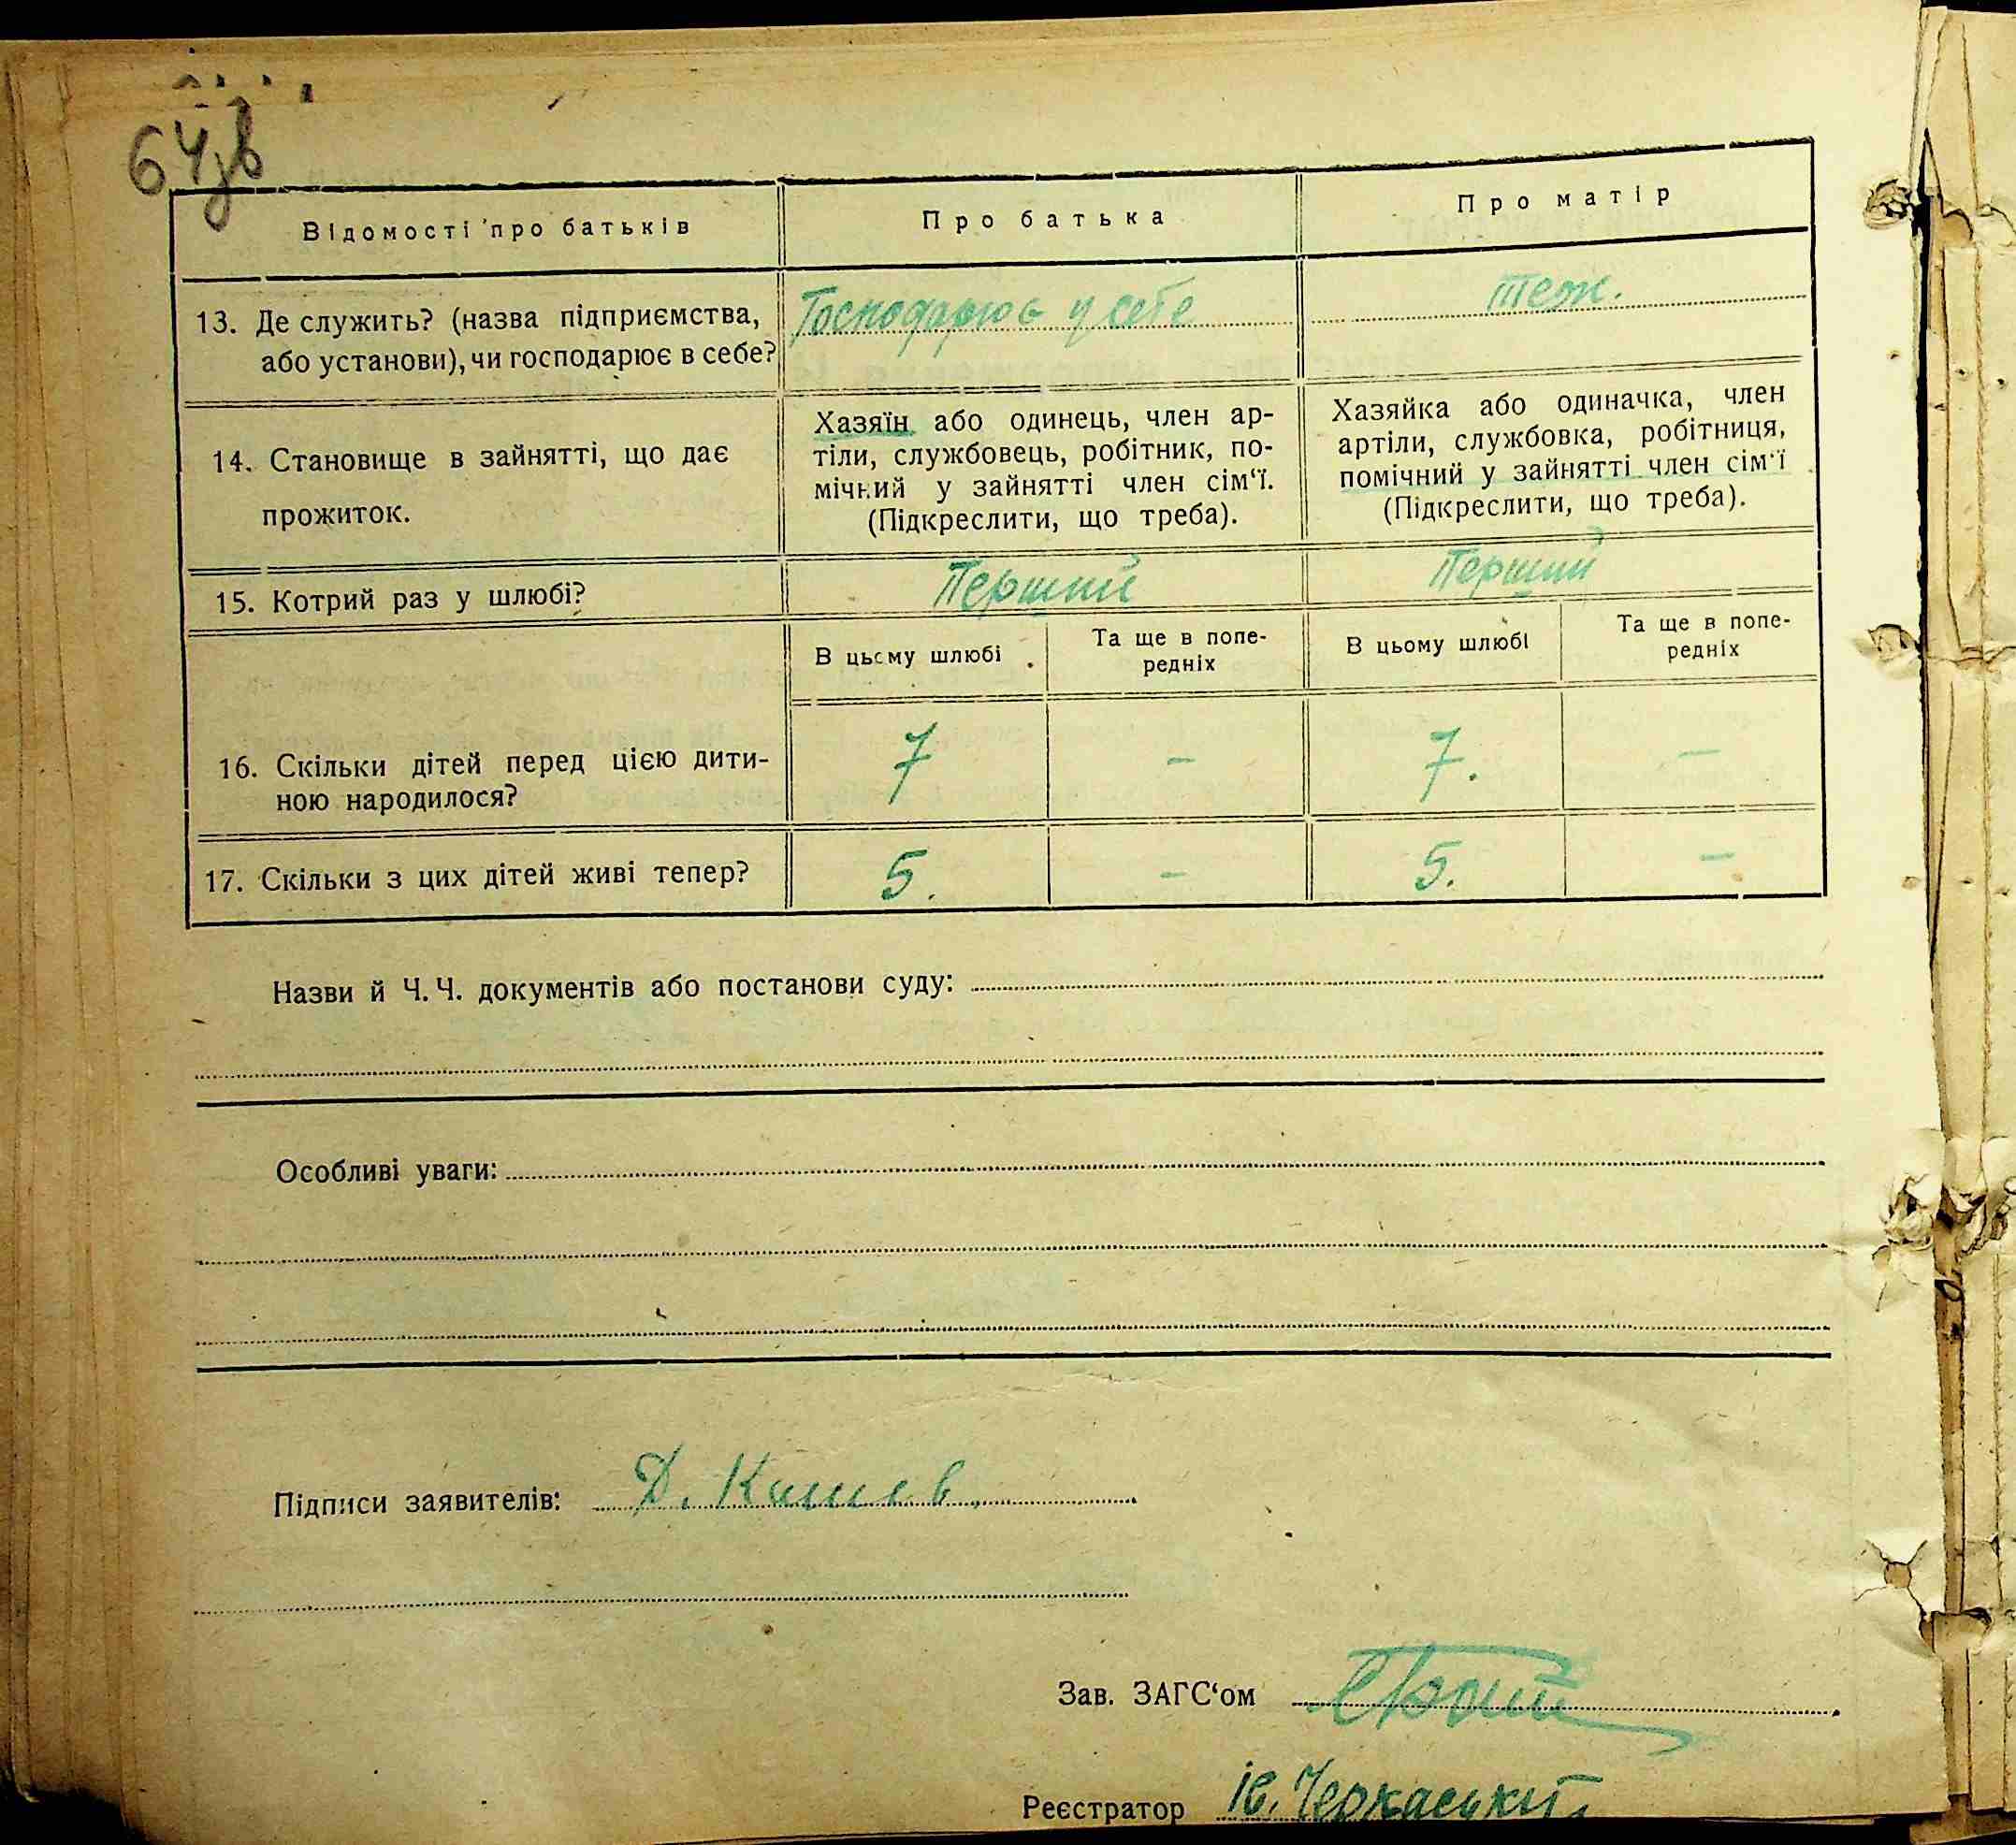 64зв
Відомості про батьків
Про батька
Про матір
13. Де служить? (назва підприємства,
або установи), чи господарює в себе?
Господарює у себе
теж.
14. Становище в зайнятті, що дає
прожиток.
Хазяїн або одинець, член ар-
тіли, службовець, робітник, по-
мічний у зайнятті член сім‘ї.
(Підкреслити, що треба).
Хазяйка або одиначка, член
артіли, службовка, робітниця,
помічний у зайнятті член сім‘ї
(Підкреслити, що треба).
15. Котрий раз у шлюбі?
Перший
Перший
В цьому шлюбі
Та ще в попе-
редніх
В цьому шлюбі
Та ще в попе-
редніх
16. Скільки дітей перед цією дити-
ною народилося?
7 – 7. –
17. Скільки з цих дітей живі тепер?
5. – 5. –
Назви й Ч. Ч. документів або постанови суду:
Особливі уваги:
Підписи заявителів: Д.
Зав. ЗАГС‘ом
Реєстратор Ів. Черкаський